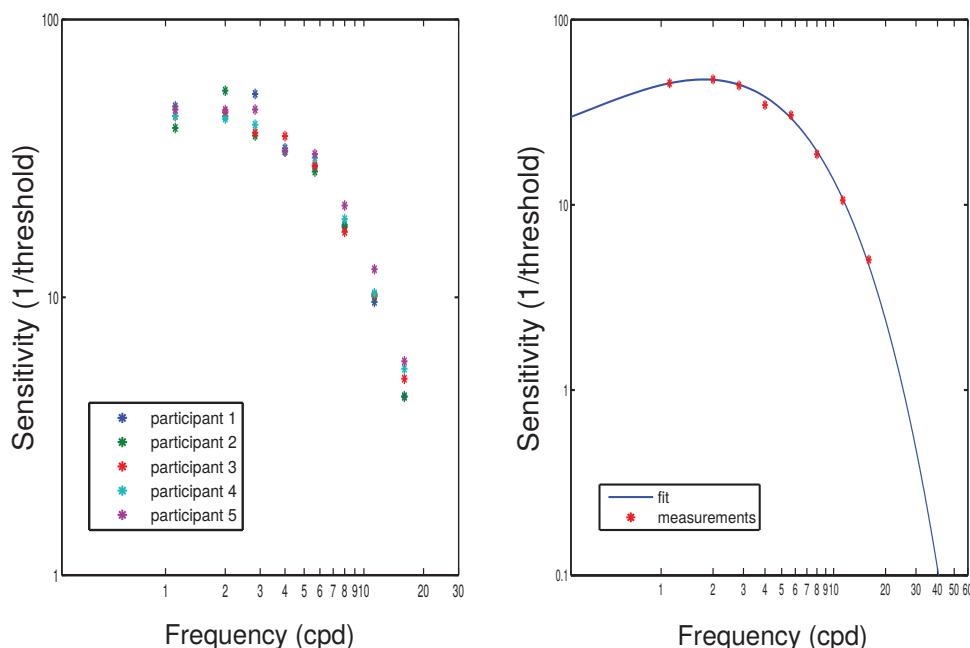 100
10
1
Sensitivity (1/threshold)
participant 1
participant 2
participant 3
participant 4
participant 5
1 2 3 4 5 6 7 8 9 10 20 30
Frequency (cpd)
100
10
1
0.1
Sensitivity (1/threshold)
fit
measurements
1 2 3 4 5 6 7 8 9 10 20 30 40 50 60
Frequency (cpd)